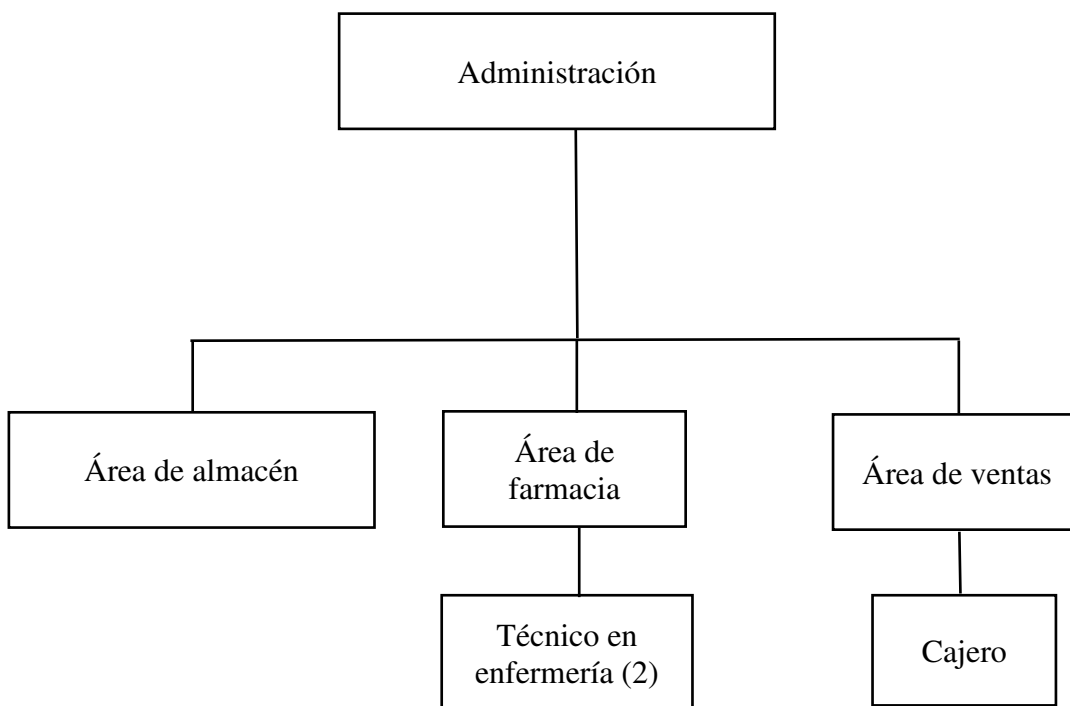 Administración
Área de almacén
Área de
farmacia
Área de ventas
Técnico en
enfermería (2)
Cajero